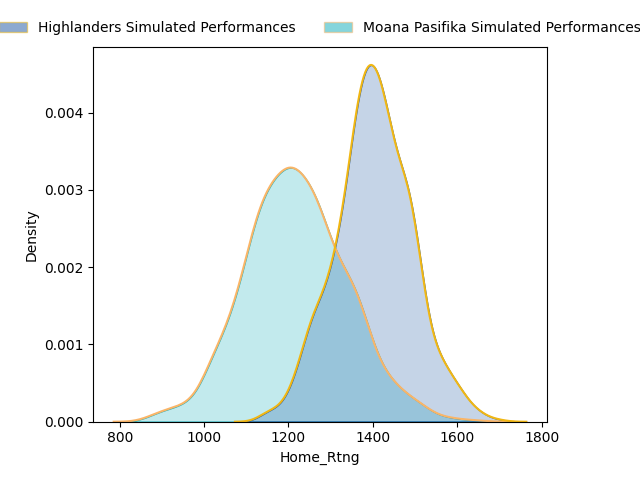 Highlanders Simulated Performances
Moana Pasifika Simulated Performances
0.004
0.003
0.002
0.001
0.000
Density
800
1000
1200
1400
1600
1800
Home_Rtng